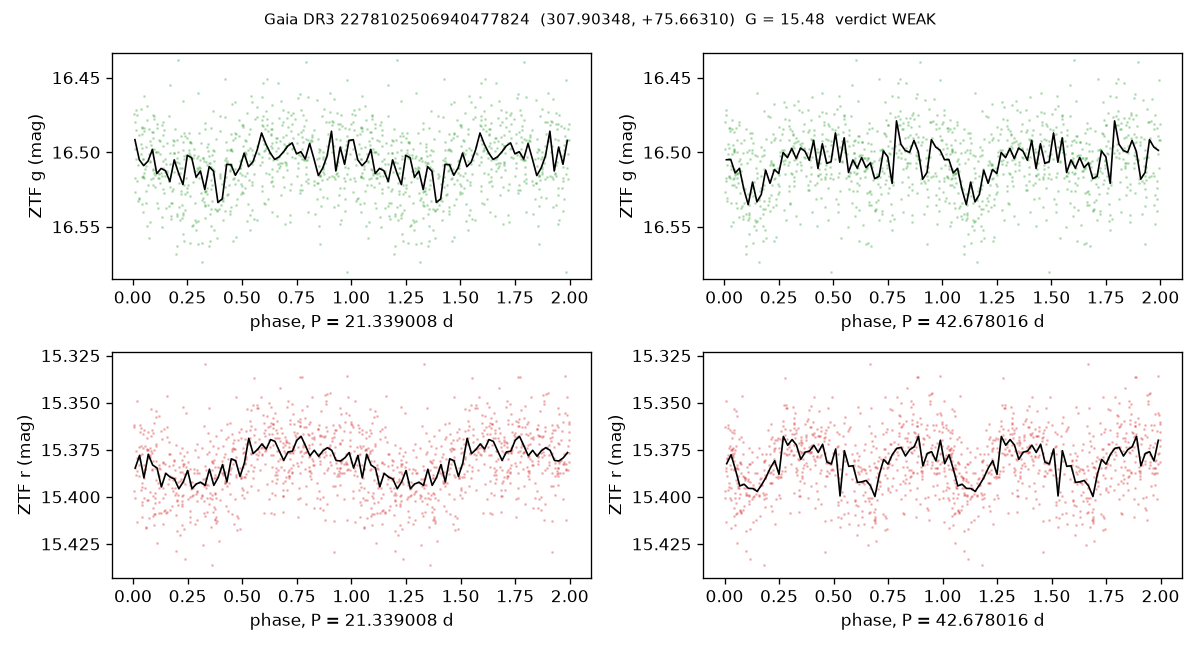 Gaia DR3 2278102506940477824 (307.90348, +75.66310) G = 15.48 verdict WEAK
ZTF g (mag)
16.45
16.50
16.55
0.00 0.25 0.50 0.75 1.00 1.25 1.50 1.75 2.00
phase, P = 21.339008 d
ZTF g (mag)
16.45
16.50
16.55
0.00 0.25 0.50 0.75 1.00 1.25 1.50 1.75 2.00
phase, P = 42.678016 d
ZTF r (mag)
15.325
15.350
15.375
15.400
15.425
0.00 0.25 0.50 0.75 1.00 1.25 1.50 1.75 2.00
phase, P = 21.339008 d
ZTF r (mag)
15.325
15.350
15.375
15.400
15.425
0.00 0.25 0.50 0.75 1.00 1.25 1.50 1.75 2.00
phase, P = 42.678016 d